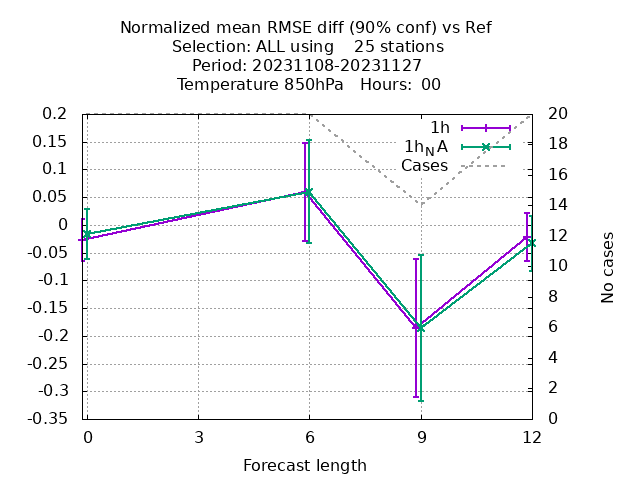 Normalized mean RMSE diff (90% conf) vs Ref
Selection: ALL using    25 stations
Period: 20231108-20231127
Temperature 850hPa   Hours:  00
0.2
0.15
0.1
0.05
0
-0.05
-0.1
-0.15
-0.2
-0.25
-0.3
-0.35
1h
1hNA
Cases
20
18
16
14
12
10
8
6
4
2
0
No cases
0 3 6 9 12
Forecast length